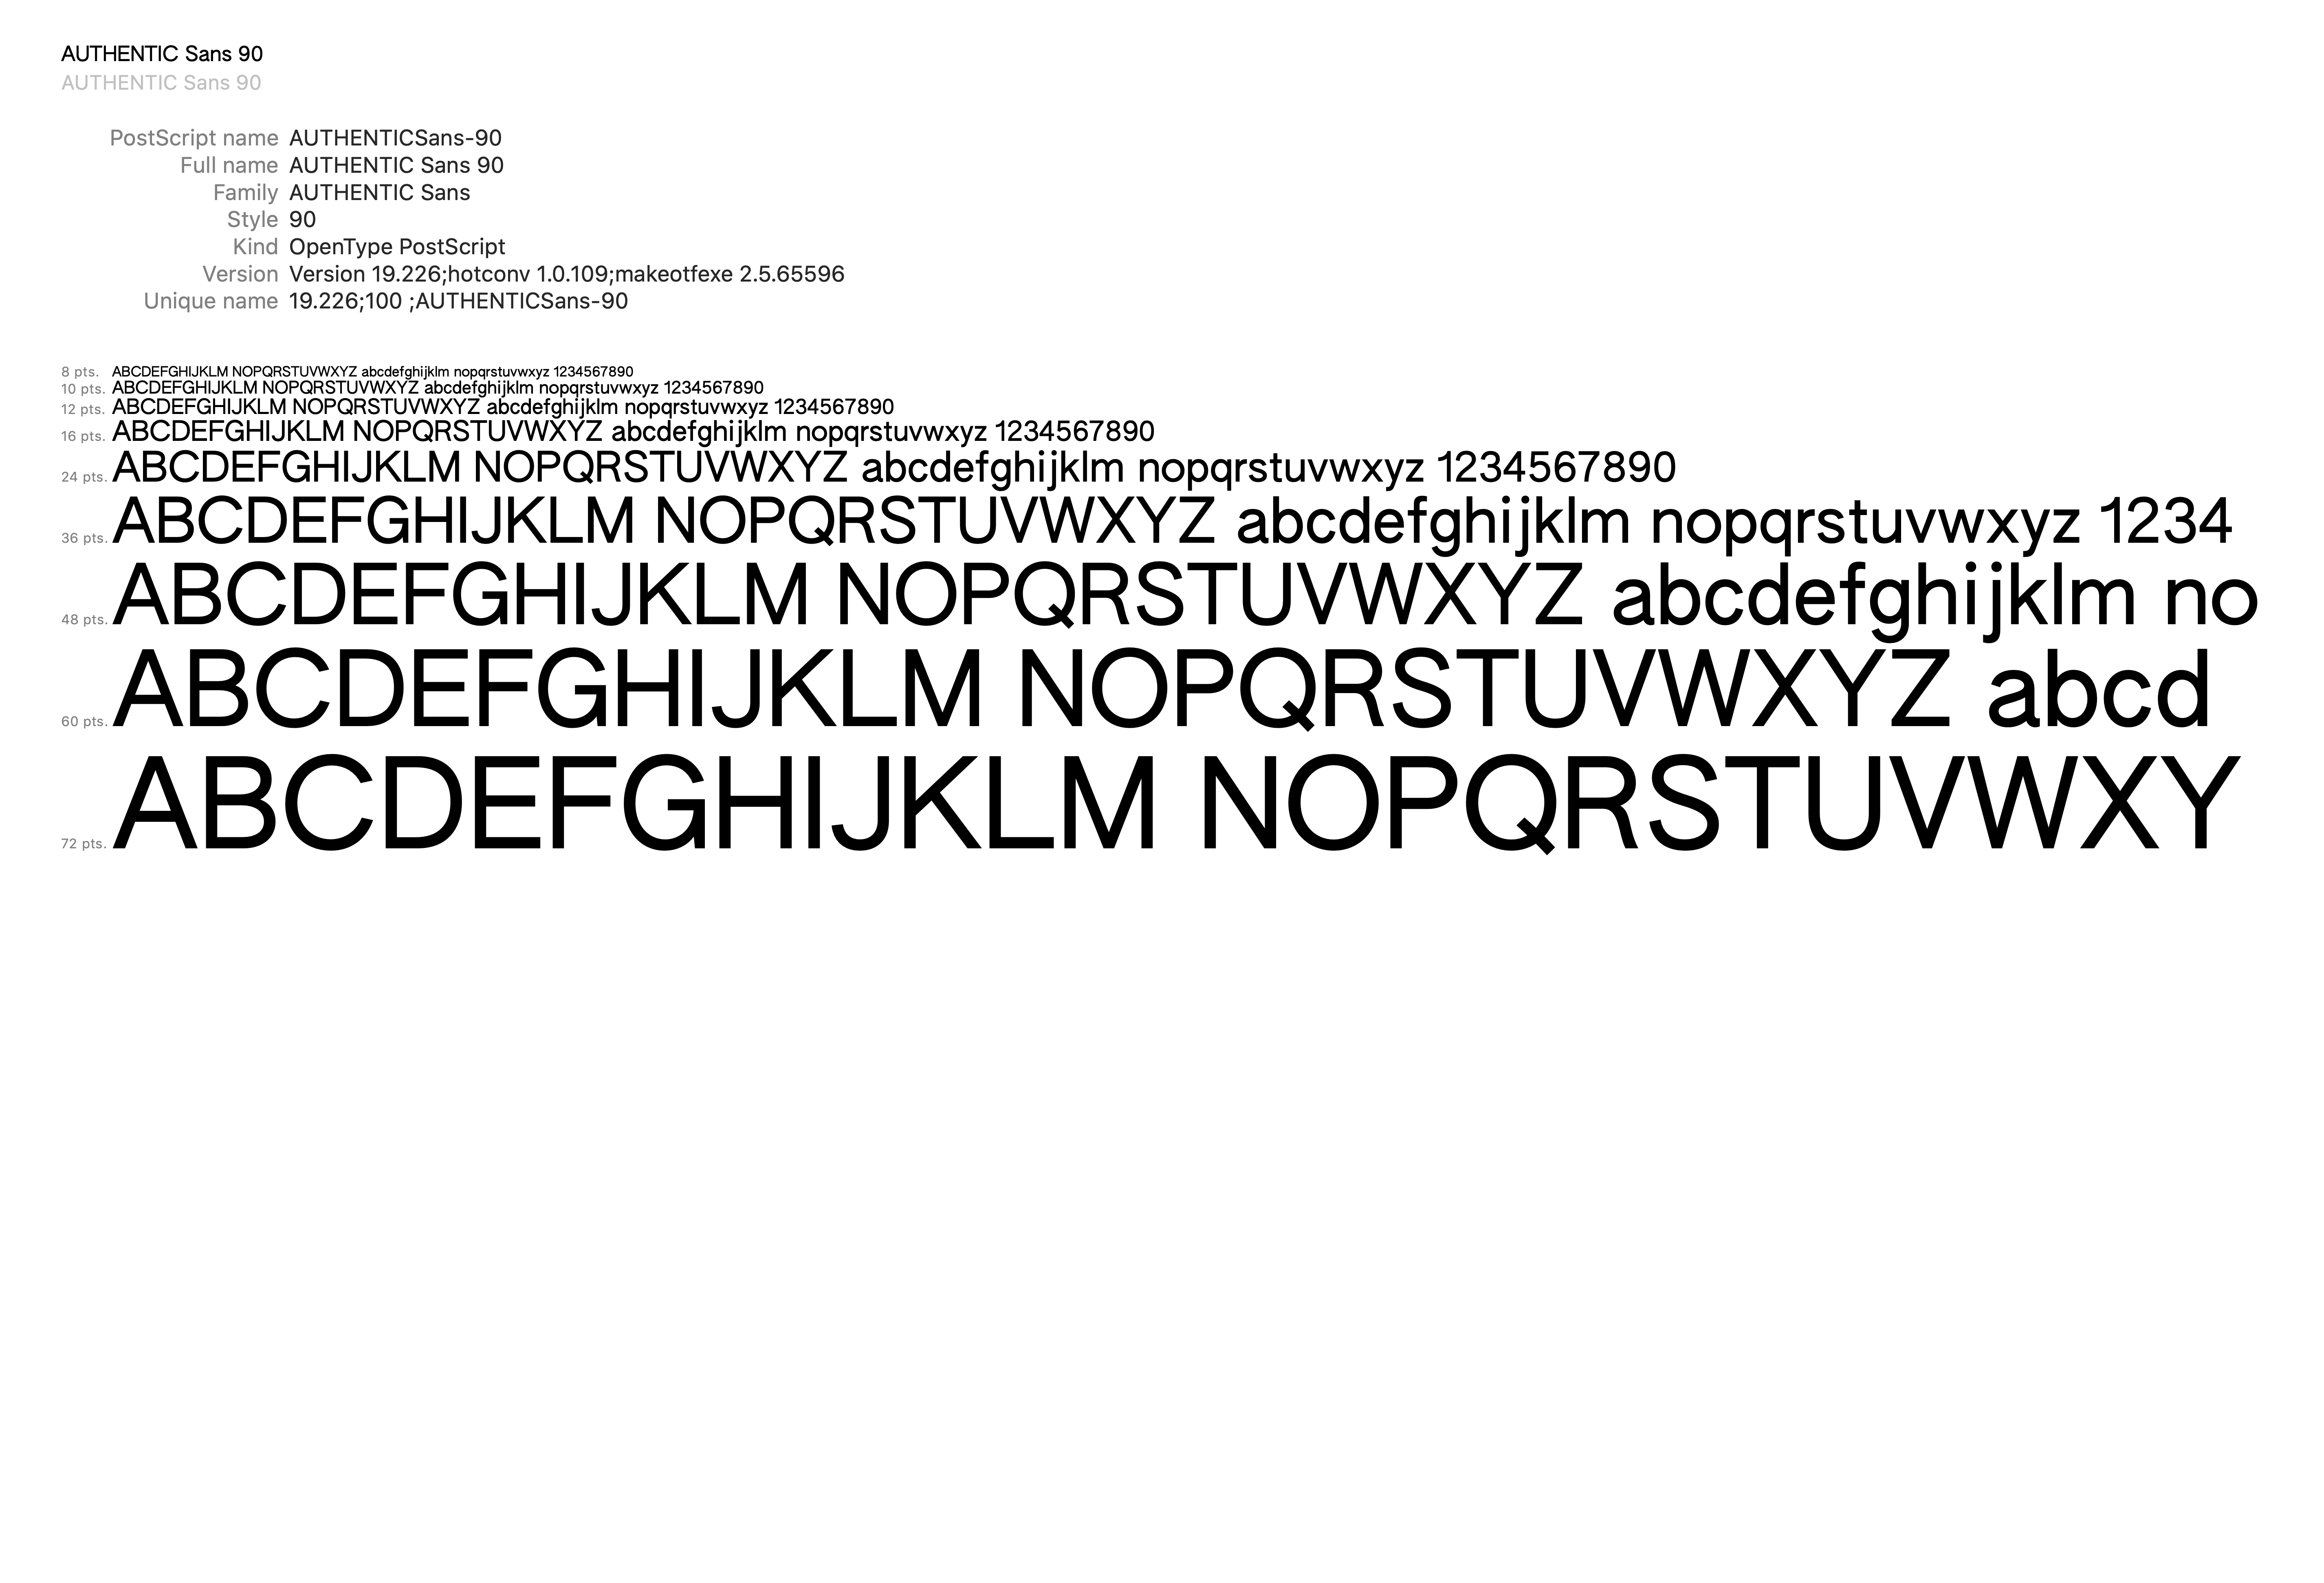 AUTHENTIC Sans 90
AUTHENTIC Sans 90
PostScript name AUTHENTICSans-90
Full name AUTHENTIC Sans 90
Family AUTHENTIC Sans
Style 90
Kind OpenType PostScript
Version Version 19.226;hotconv 1.0.109;makeotfexe 2.5.65596
Unique name 19.226;100 ;AUTHENTICSans-90
8 pts. ABCDEFGHIJKLM NOPQRSTUVWXYZ abcdefghijklm nopqrstuvwxyz 1234567890
10 pts. ABCDEFGHIJKLM NOPQRSTUVWXYZ abcdefghijklm nopqrstuvwxyz 1234567890
12 pts. ABCDEFGHIJKLM NOPQRSTUVWXYZ abcdefghijklm nopqrstuvwxyz 1234567890
16 pts. ABCDEFGHIJKLM NOPQRSTUVWXYZ abcdefghijklm nopqrstuvwxyz 1234567890
24 pts. ABCDEFGHIJKLM NOPQRSTUVWXYZ abcdefghijklm nopqrstuvwxyz 1234567890
36 pts. ABCDEFGHIJKLM NOPQRSTUVWXYZ abcdefghijklm nopqrstuvwxyz 1234
48 pts. ABCDEFGHIJKLM NOPQRSTUVWXYZ abcdefghijklm no
60 pts. ABCDEFGHIJKLM NOPQRSTUVWXYZ abcd
72 pts. ABCDEFGHIJKLM NOPQRSTUVWXY